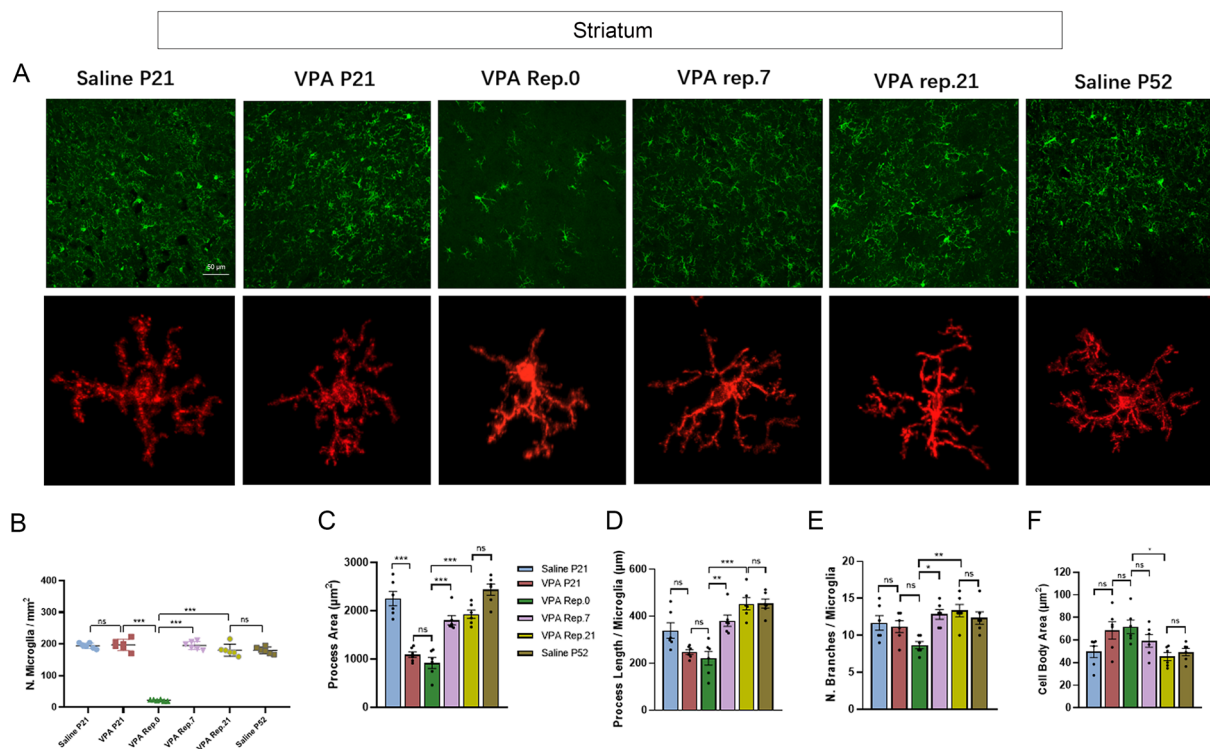 Striatum
A
Saline P21
VPA P21
VPA Rep.0
VPA rep.7
VPA rep.21
Saline P52
50 µm
B
N. Microglia / mm²
400
300
200
100
0
ns
***
***
***
ns
Saline P21
VPA P21
VPA Rep.0
VPA Rep.7
VPA Rep.21
Saline P52
C
Process Area (µm²)
3000
2000
1000
0
***
ns
***
***
ns
Saline P21
VPA P21
VPA Rep.0
VPA Rep.7
VPA Rep.21
Saline P52
D
Process Length / Microglia (µm)
600
400
200
0
ns
ns
**
***
ns
E
N. Branches / Microglia
20
15
10
5
0
ns
ns
*
**
ns
F
Cell Body Area (µm²)
100
80
60
40
20
0
ns
ns
ns
*
ns